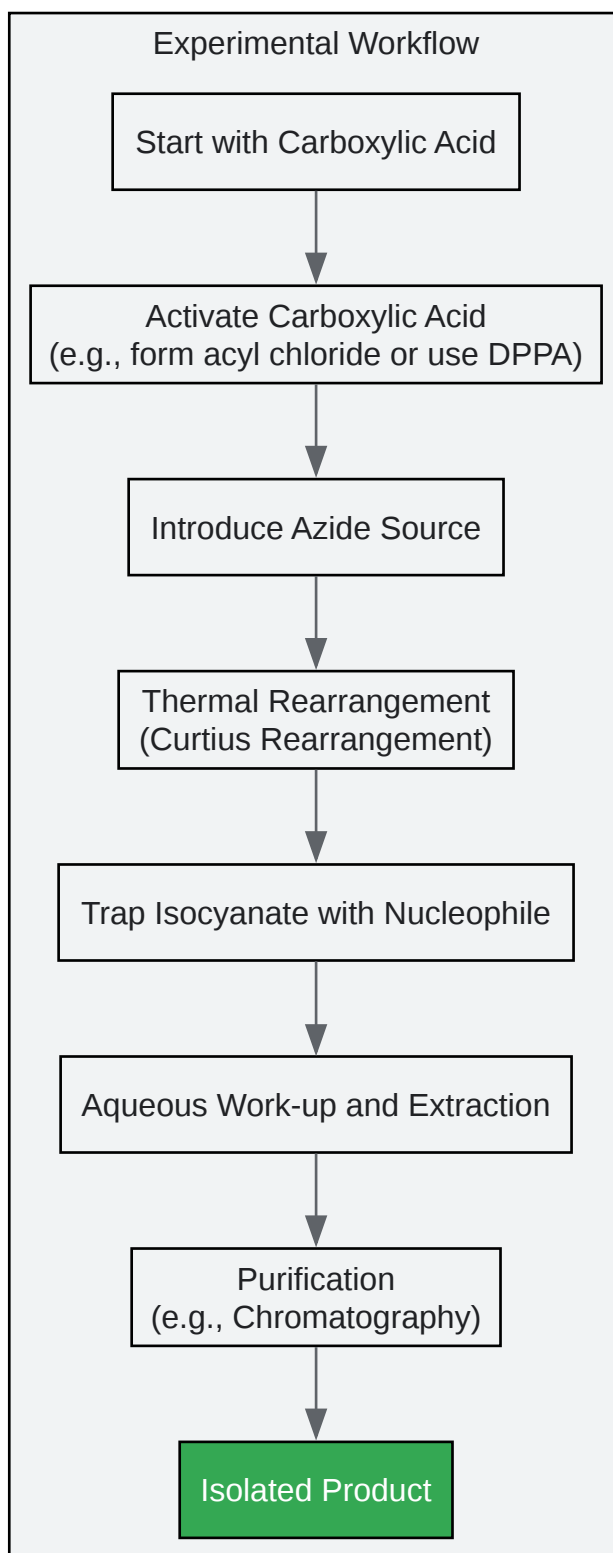 Experimental Workflow
Start with Carboxylic Acid
Activate Carboxylic Acid
(e.g., form acyl chloride or use DPPA)
Introduce Azide Source
Thermal Rearrangement
(Curtius Rearrangement)
Trap Isocyanate with Nucleophile
Aqueous Work-up and Extraction
Purification
(e.g., Chromatography)
Isolated Product